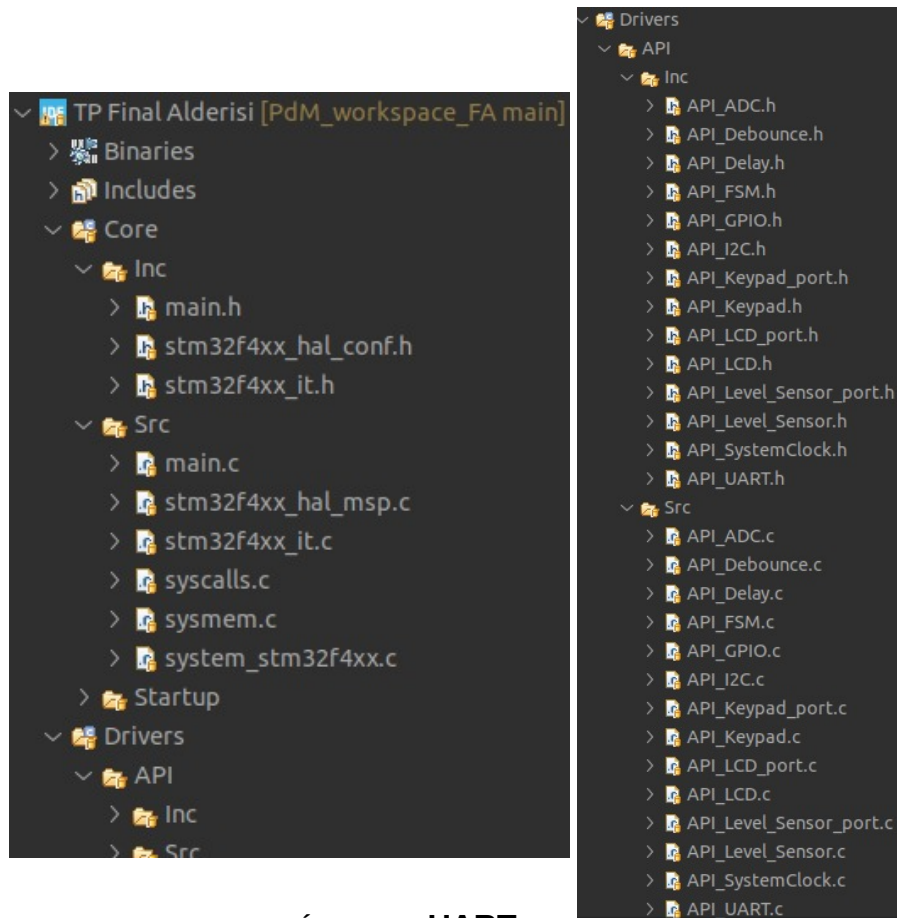 TP Final Alderisi [PdM_workspace_FA main]
Binaries
Includes
Core
Inc
main.h
stm32f4xx_hal_conf.h
stm32f4xx_it.h
Src
main.c
stm32f4xx_hal_msp.c
stm32f4xx_it.c
syscalls.c
sysmem.c
system_stm32f4xx.c
Startup
Drivers
API
Inc
Src
Drivers
API
Inc
API_ADC.h
API_Debounce.h
API_Delay.h
API_FSM.h
API_GPIO.h
API_I2C.h
API_Keypad_port.h
API_Keypad.h
API_LCD_port.h
API_LCD.h
API_Level_Sensor_port.h
API_Level_Sensor.h
API_SystemClock.h
API_UART.h
Src
API_ADC.c
API_Debounce.c
API_Delay.c
API_FSM.c
API_GPIO.c
API_I2C.c
API_Keypad_port.c
API_Keypad.c
API_LCD_port.c
API_LCD.c
API_Level_Sensor_port.c
API_Level_Sensor.c
API_SystemClock.c
API_UART.c